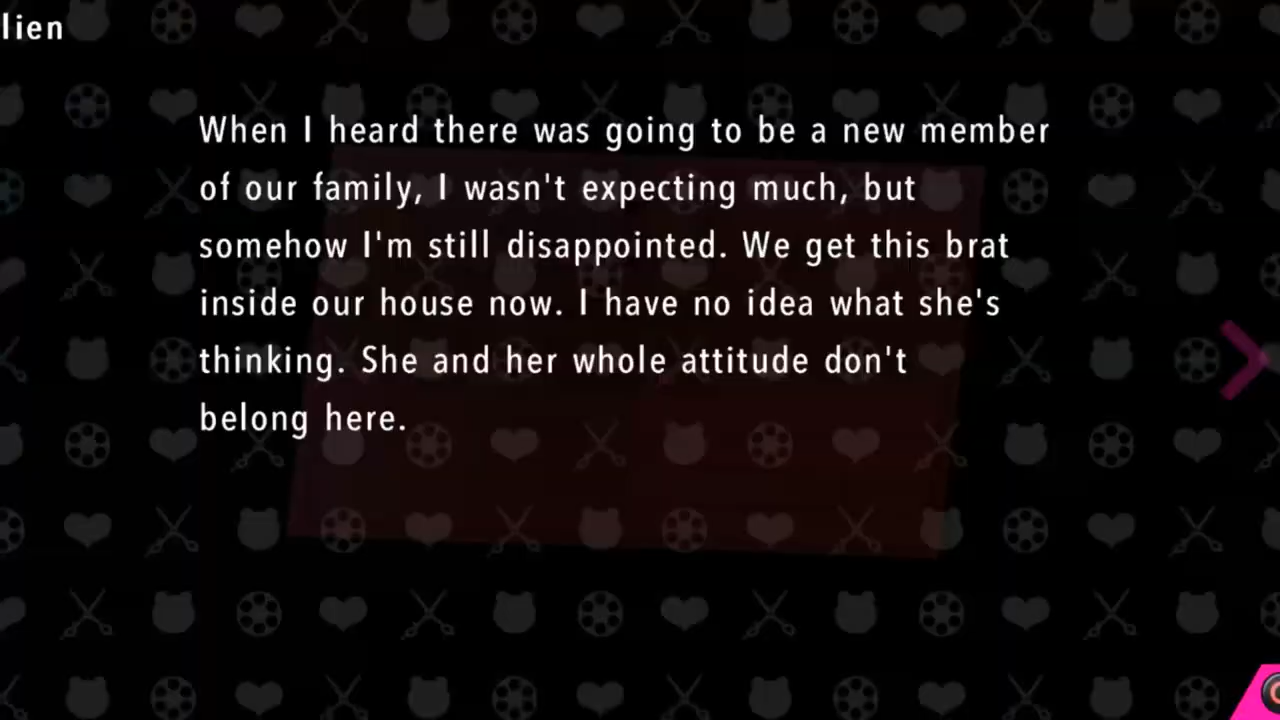 lien
When I heard there was going to be a new member
of our family, I wasn't expecting much, but
somehow I'm still disappointed. We get this brat
inside our house now. I have no idea what she's
thinking. She and her whole attitude don't
belong here.